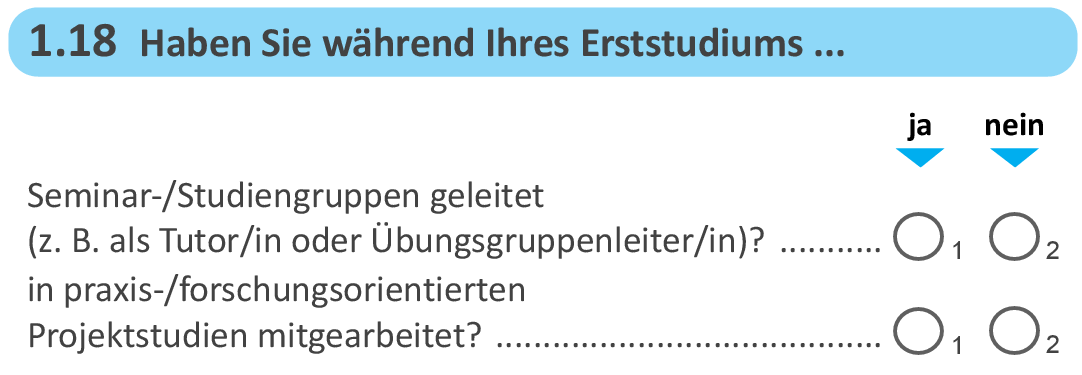 1.18 Haben Sie während Ihres Erststudiums ...
ja nein
Seminar-/Studiengruppen geleitet
(z. B. als Tutor/in oder Übungsgruppenleiter/in)? ........... 1 2
in praxis-/forschungsorientierten
Projektstudien mitgearbeitet? ......................................... 1 2